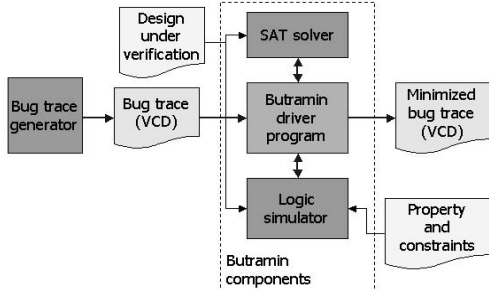 Design
under
verification
SAT solver
Bug trace
generator
Bug trace
(VCD)
Butramin
driver
program
Minimized
bug trace
(VCD)
Logic
simulator
Property
and
constraints
Butramin
components